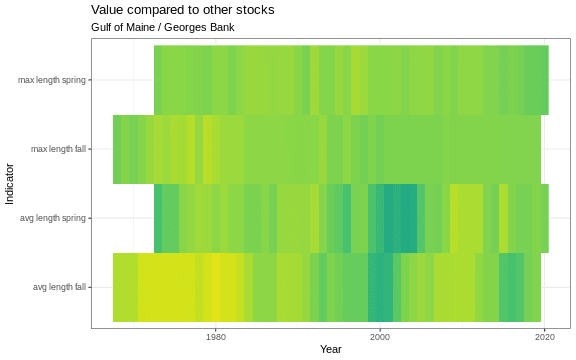 Value compared to other stocks
Gulf of Maine / Georges Bank
max length spring
max length fall
avg length spring
avg length fall
Indicator
1980
2000
2020
Year